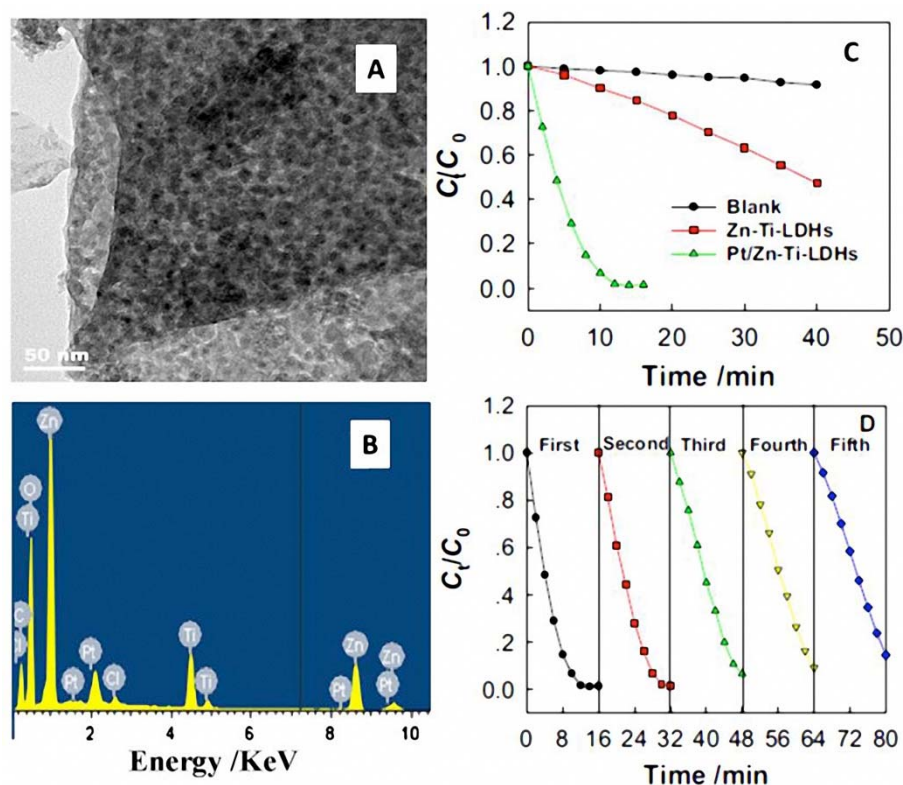 A
50 nm
C
C/C0
1.2
1.0
0.8
0.6
0.4
0.2
0.0
Blank
Zn-Ti-LDHs
Pt/Zn-Ti-LDHs
0 10 20 30 40 50
Time /min
B
Zn
O
Ti
C
Cl
Pt
Pt
Cl
Ti
Ti
Pt
Zn
Zn
Pt
2 4 6 8 10
Energy /KeV
D
Ct/C0
1.2
1.0
.8
.6
.4
.2
0.0
First Second Third Fourth Fifth
0 8 16 24 32 40 48 56 64 72 80
Time /min